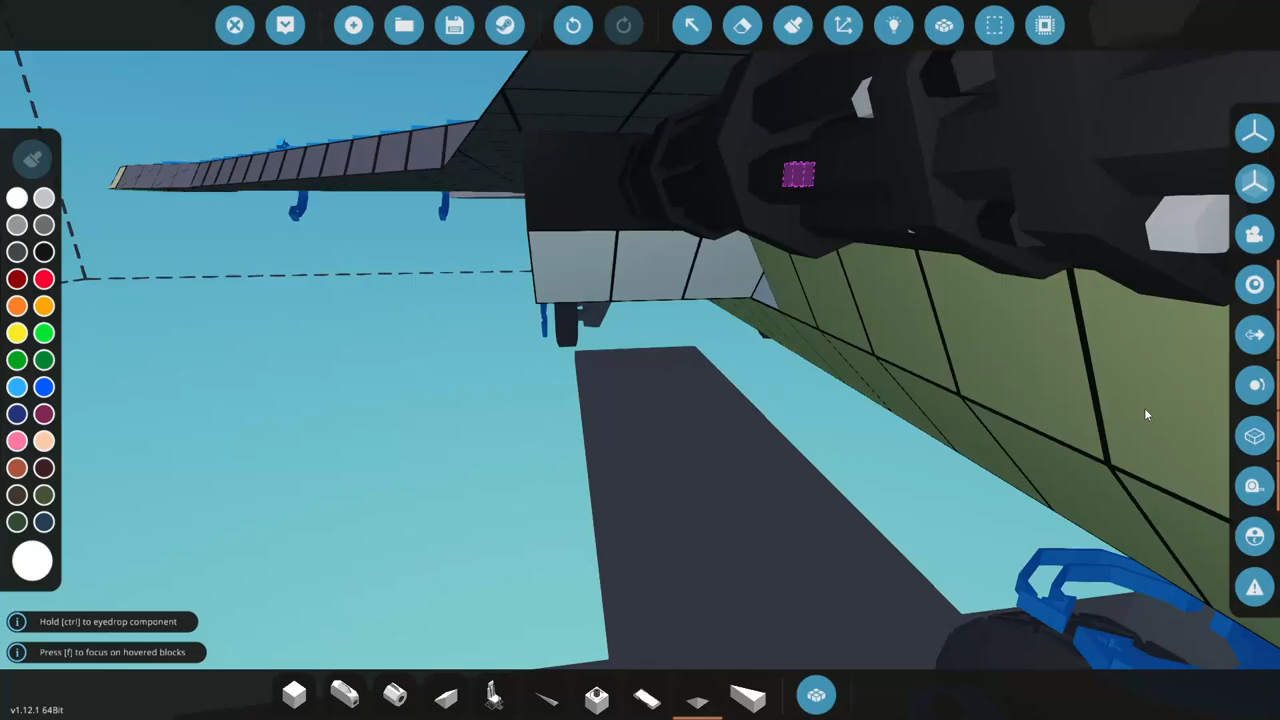 Hold [ctrl] to eyedrop component
Press [f] to focus on hovered blocks
v1.12.1 64Bit